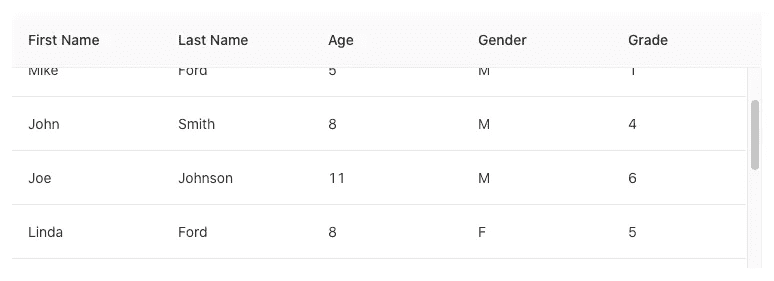 First Name Last Name Age Gender Grade
Mike Ford 5 M 1
John Smith 8 M 4
Joe Johnson 11 M 6
Linda Ford 8 F 5